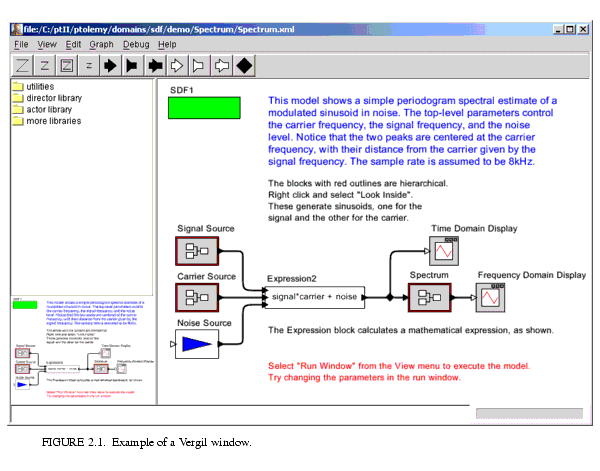 file:/C:/ptII/ptolemy/domains/sdf/demo/Spectrum/Spectrum.xml
File View Edit Graph Debug Help
utilities
director library
actor library
more libraries
SDF1
This model shows a simple periodogram spectral estimate of a
modulated sinusoid in noise. The top-level parameters control
the carrier frequency, the signal frequency, and the noise
level. Notice that the two peaks are centered at the carrier
frequency, with their distance from the carrier given by the
signal frequency. The sample rate is assumed to be 8kHz.
The blocks with red outlines are hierarchical.
Right click and select "Look Inside".
These generate sinusoids, one for the
signal and the other for the carrier.
Signal Source
Time Domain Display
Carrier Source
Expression2
Spectrum
Frequency Domain Display
signal*carrier + noise
Noise Source
The Expression block calculates a mathematical expression, as shown.
Select "Run Window" from the View menu to execute the model.
Try changing the parameters in the run window.
FIGURE 2.1. Example of a Vergil window.